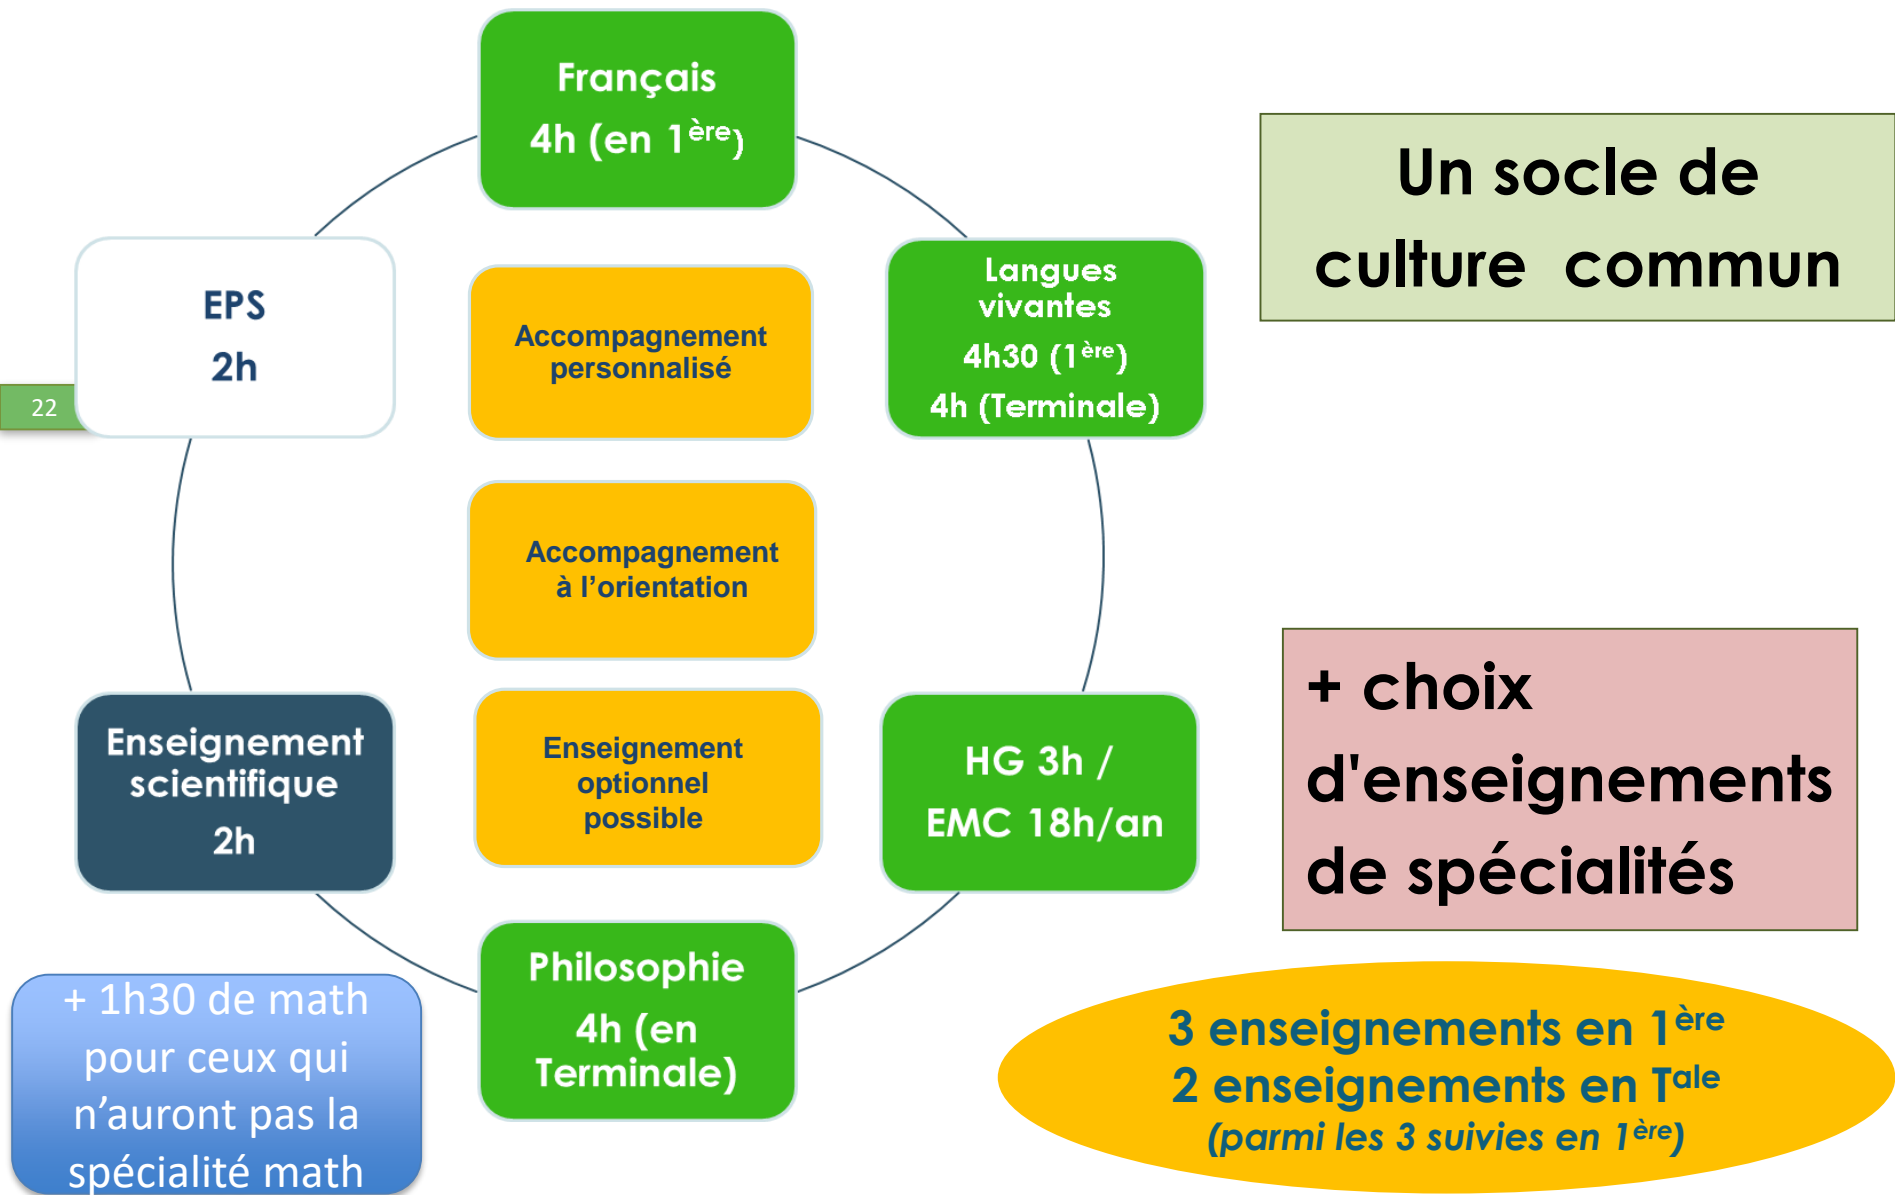 Français
4h (en 1ère)
Un socle de
culture commun
EPS
2h
Accompagnement
personnalisé
Langues
vivantes
4h30 (1ère)
4h (Terminale)
22
Accompagnement
à l’orientation
+ choix
d'enseignements
de spécialités
Enseignement
scientifique
2h
Enseignement
optionnel
possible
HG 3h /
EMC 18h/an
Philosophie
4h (en
Terminale)
+ 1h30 de math
pour ceux qui
n’auront pas la
spécialité math
3 enseignements en 1ère
2 enseignements en Tale
(parmi les 3 suivies en 1ère)